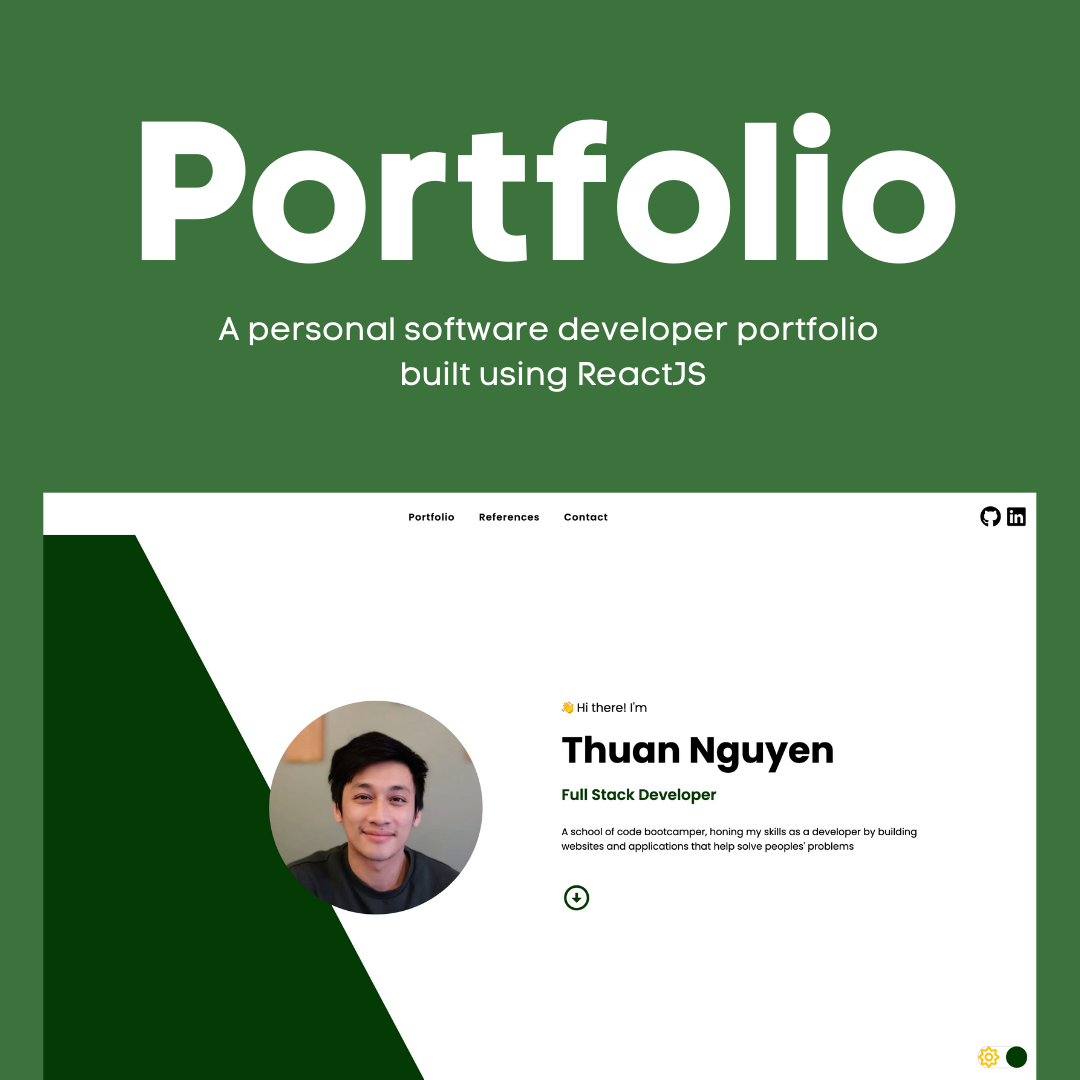 Portfolio
A personal software developer portfolio
built using ReactJS
Portfolio References Contact
in
👋 Hi there! I'm
Thuan Nguyen
Full Stack Developer
A school of code bootcamper, honing my skills as a developer by building
websites and applications that help solve peoples' problems